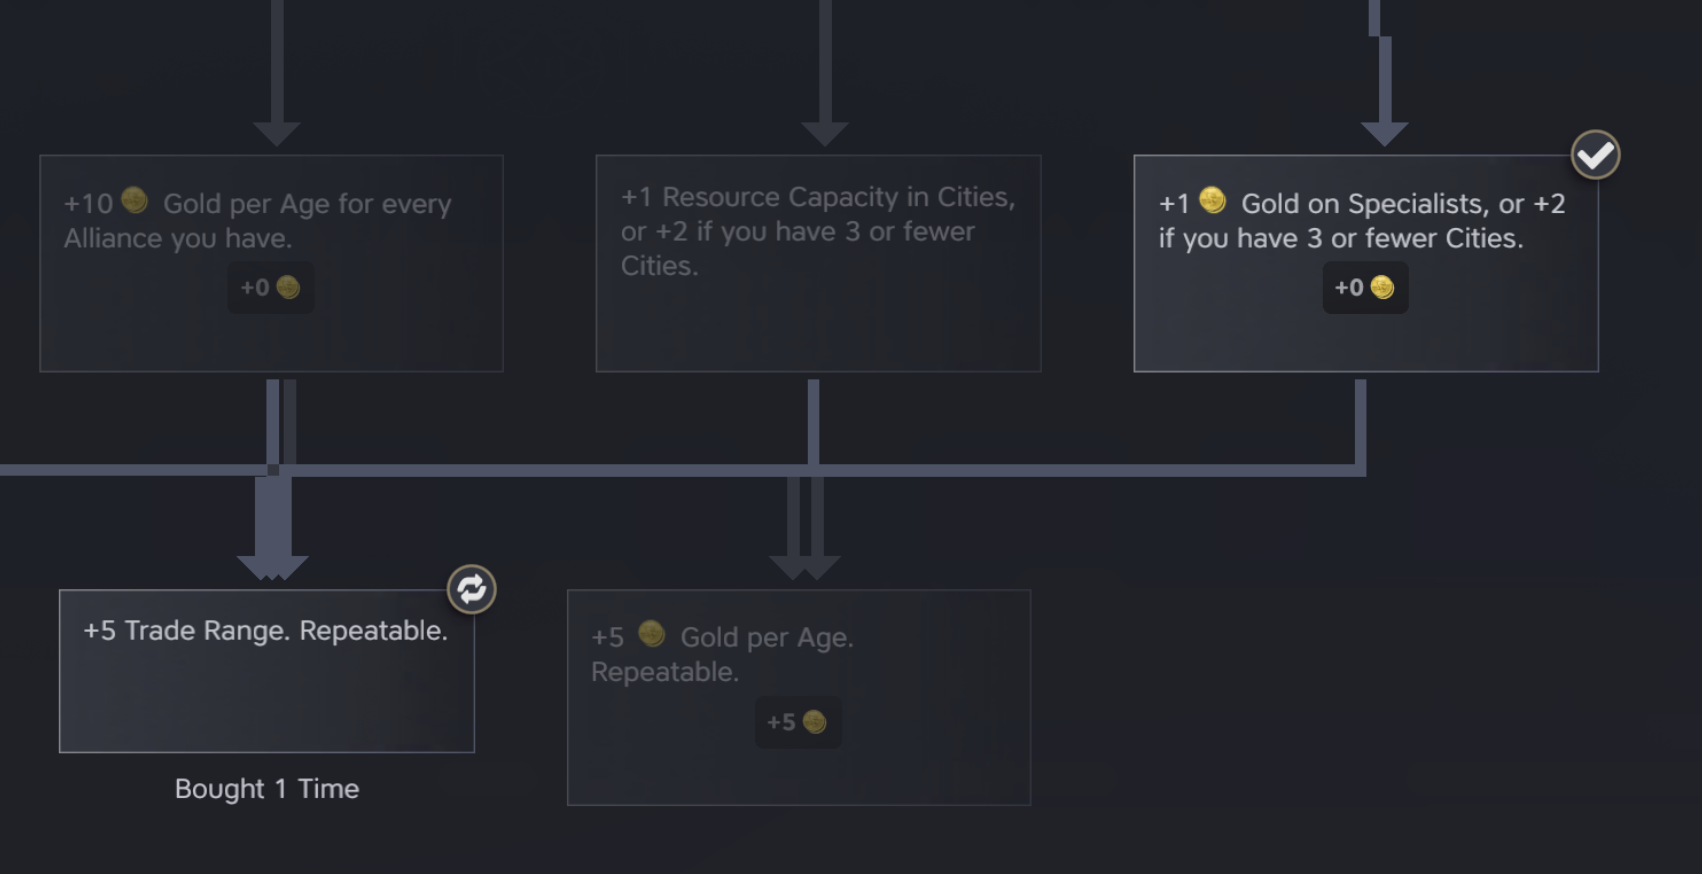 +10 Gold per Age for every
Alliance you have.
+0
+1 Resource Capacity in Cities,
or +2 if you have 3 or fewer
Cities.
+1 Gold on Specialists, or +2
if you have 3 or fewer Cities.
+0
+5 Trade Range. Repeatable.
Bought 1 Time
+5 Gold per Age.
Repeatable.
+5